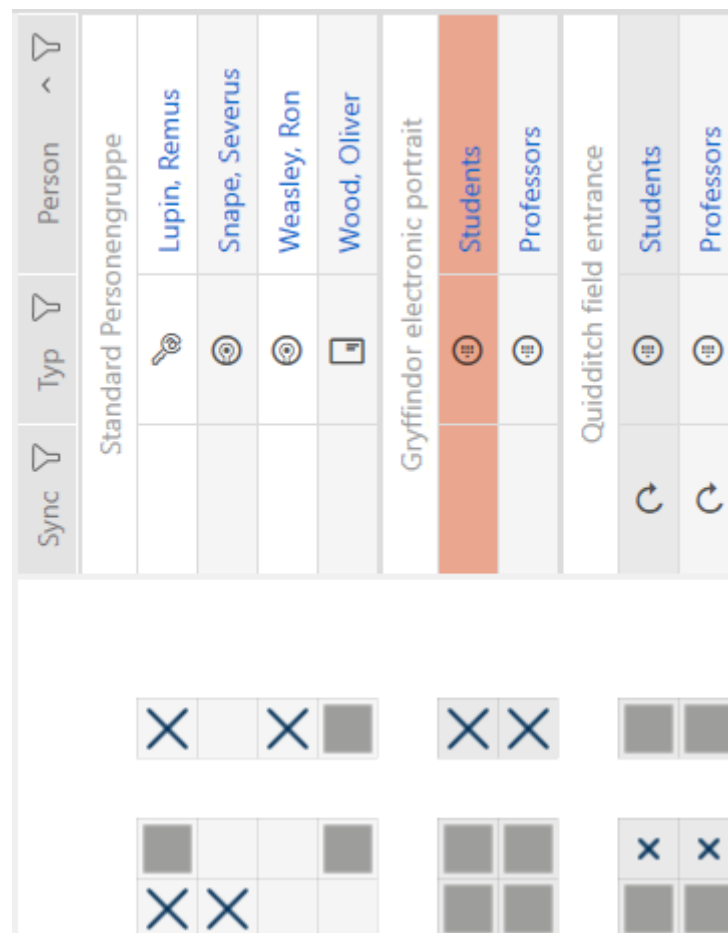 Sync Typ Person
Standard Personengruppe
Lupin, Remus
Snape, Severus
Weasley, Ron
Wood, Oliver
Gryffindor electronic portrait
Students
Professors
Quidditch field entrance
Students
Professors